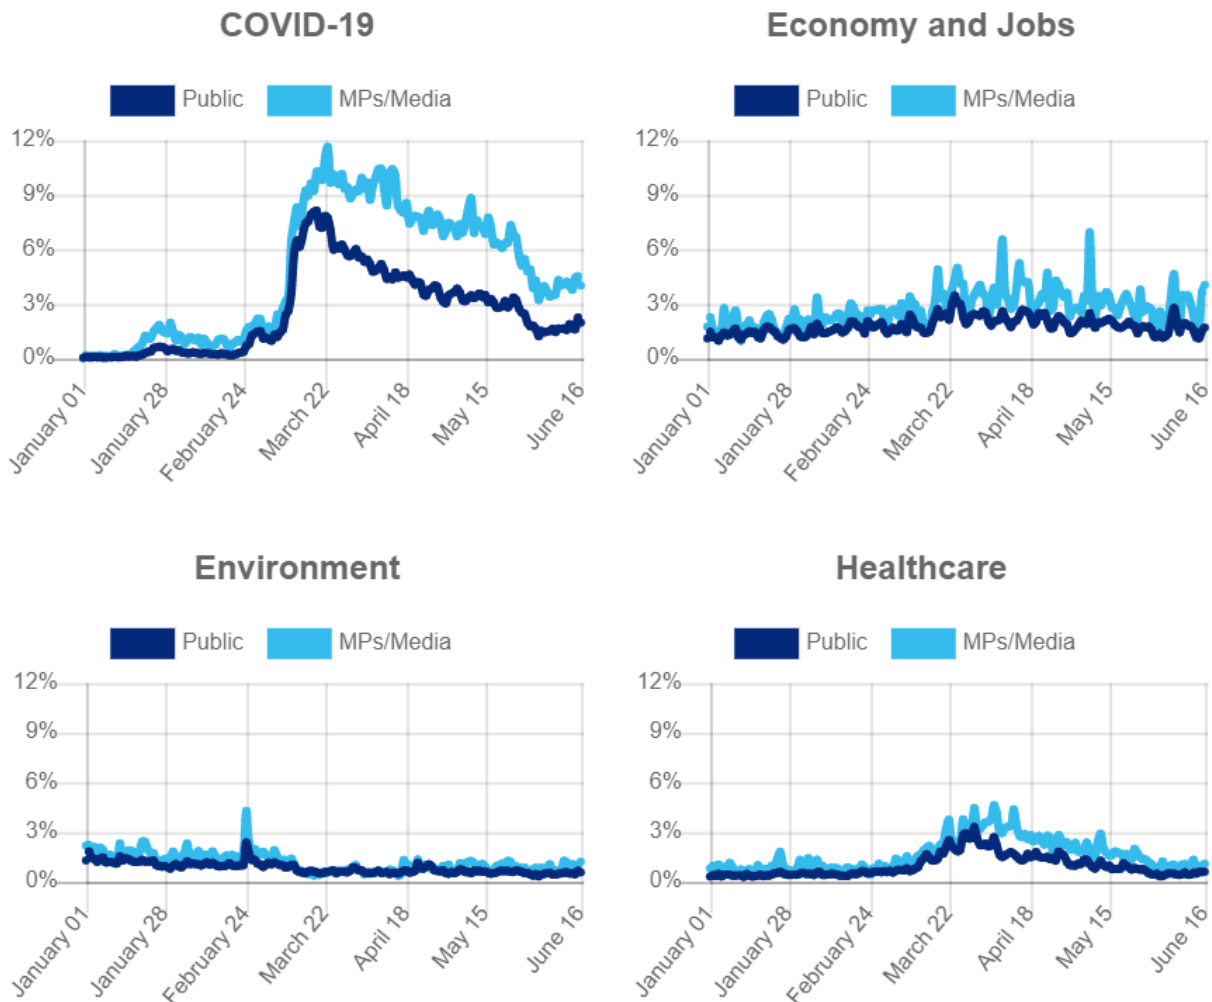 COVID-19
Economy and Jobs
Public
MPs/Media
Public
MPs/Media
12%
9%
6%
3%
0%
12%
9%
6%
3%
0%
January 01
January 28
February 24
March 22
April 18
May 15
June 16
January 01
January 28
February 24
March 22
April 18
May 15
June 16
Environment
Healthcare
Public
MPs/Media
Public
MPs/Media
12%
9%
6%
3%
0%
12%
9%
6%
3%
0%
January 01
January 28
February 24
March 22
April 18
May 15
June 16
January 01
January 28
February 24
March 22
April 18
May 15
June 16